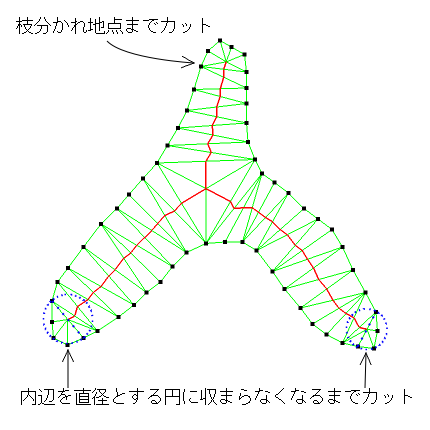 枝分かれ地点までカット
内辺を直径とする円に収まらなくなるまでカット